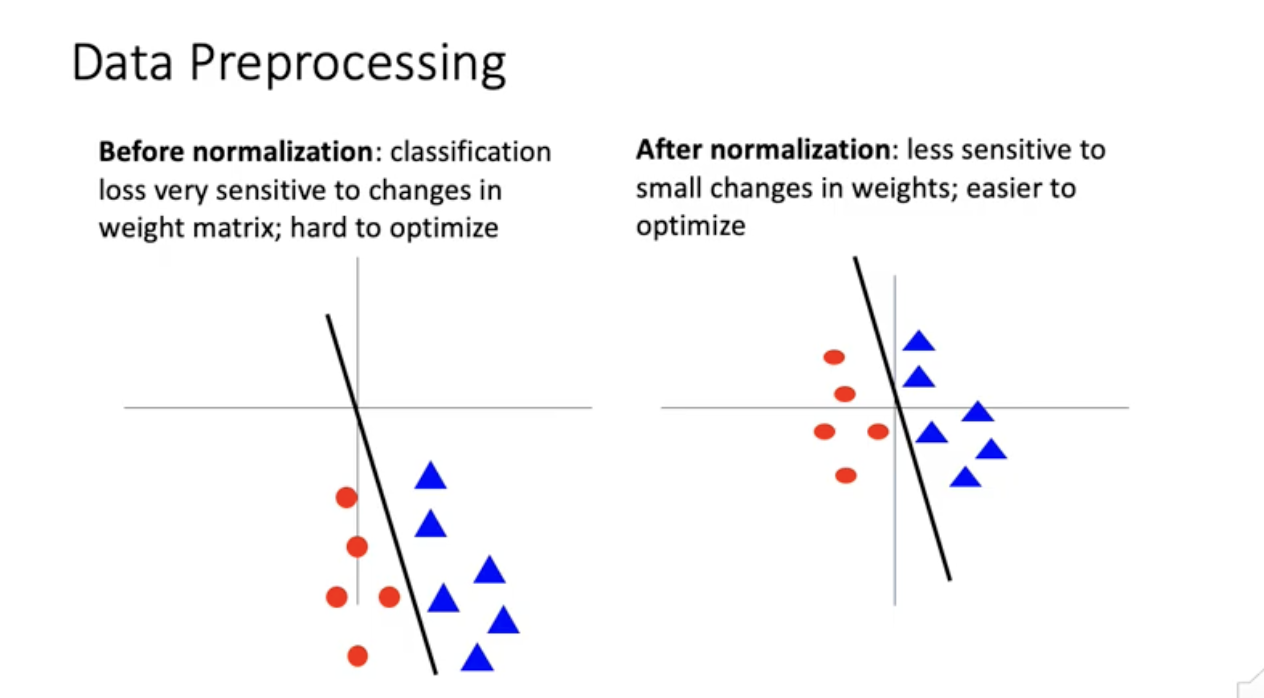 Data Preprocessing
Before normalization: classification
loss very sensitive to changes in
weight matrix; hard to optimize
After normalization: less sensitive to
small changes in weights; easier to
optimize